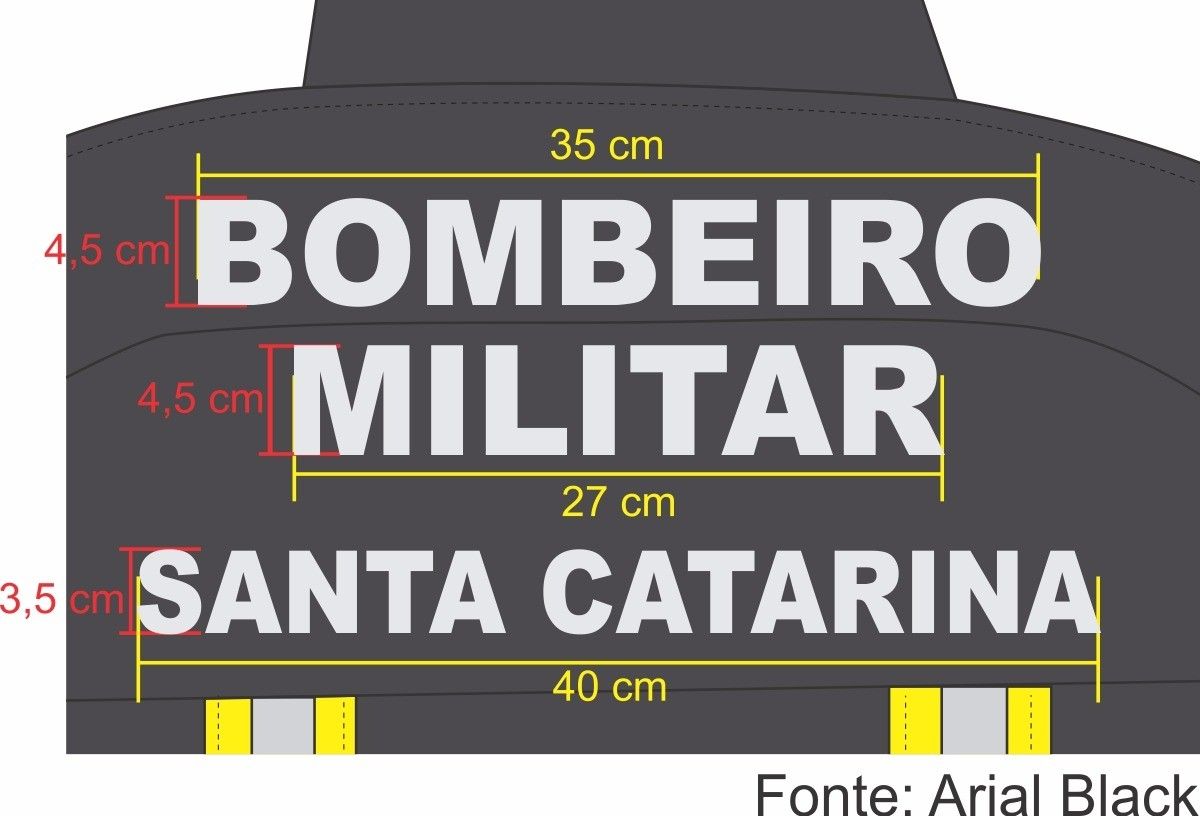 35 cm
4,5 cm
BOMBEIRO
4,5 cm
MILITAR
27 cm
3,5 cm
SANTA CATARINA
40 cm
Fonte: Arial Black